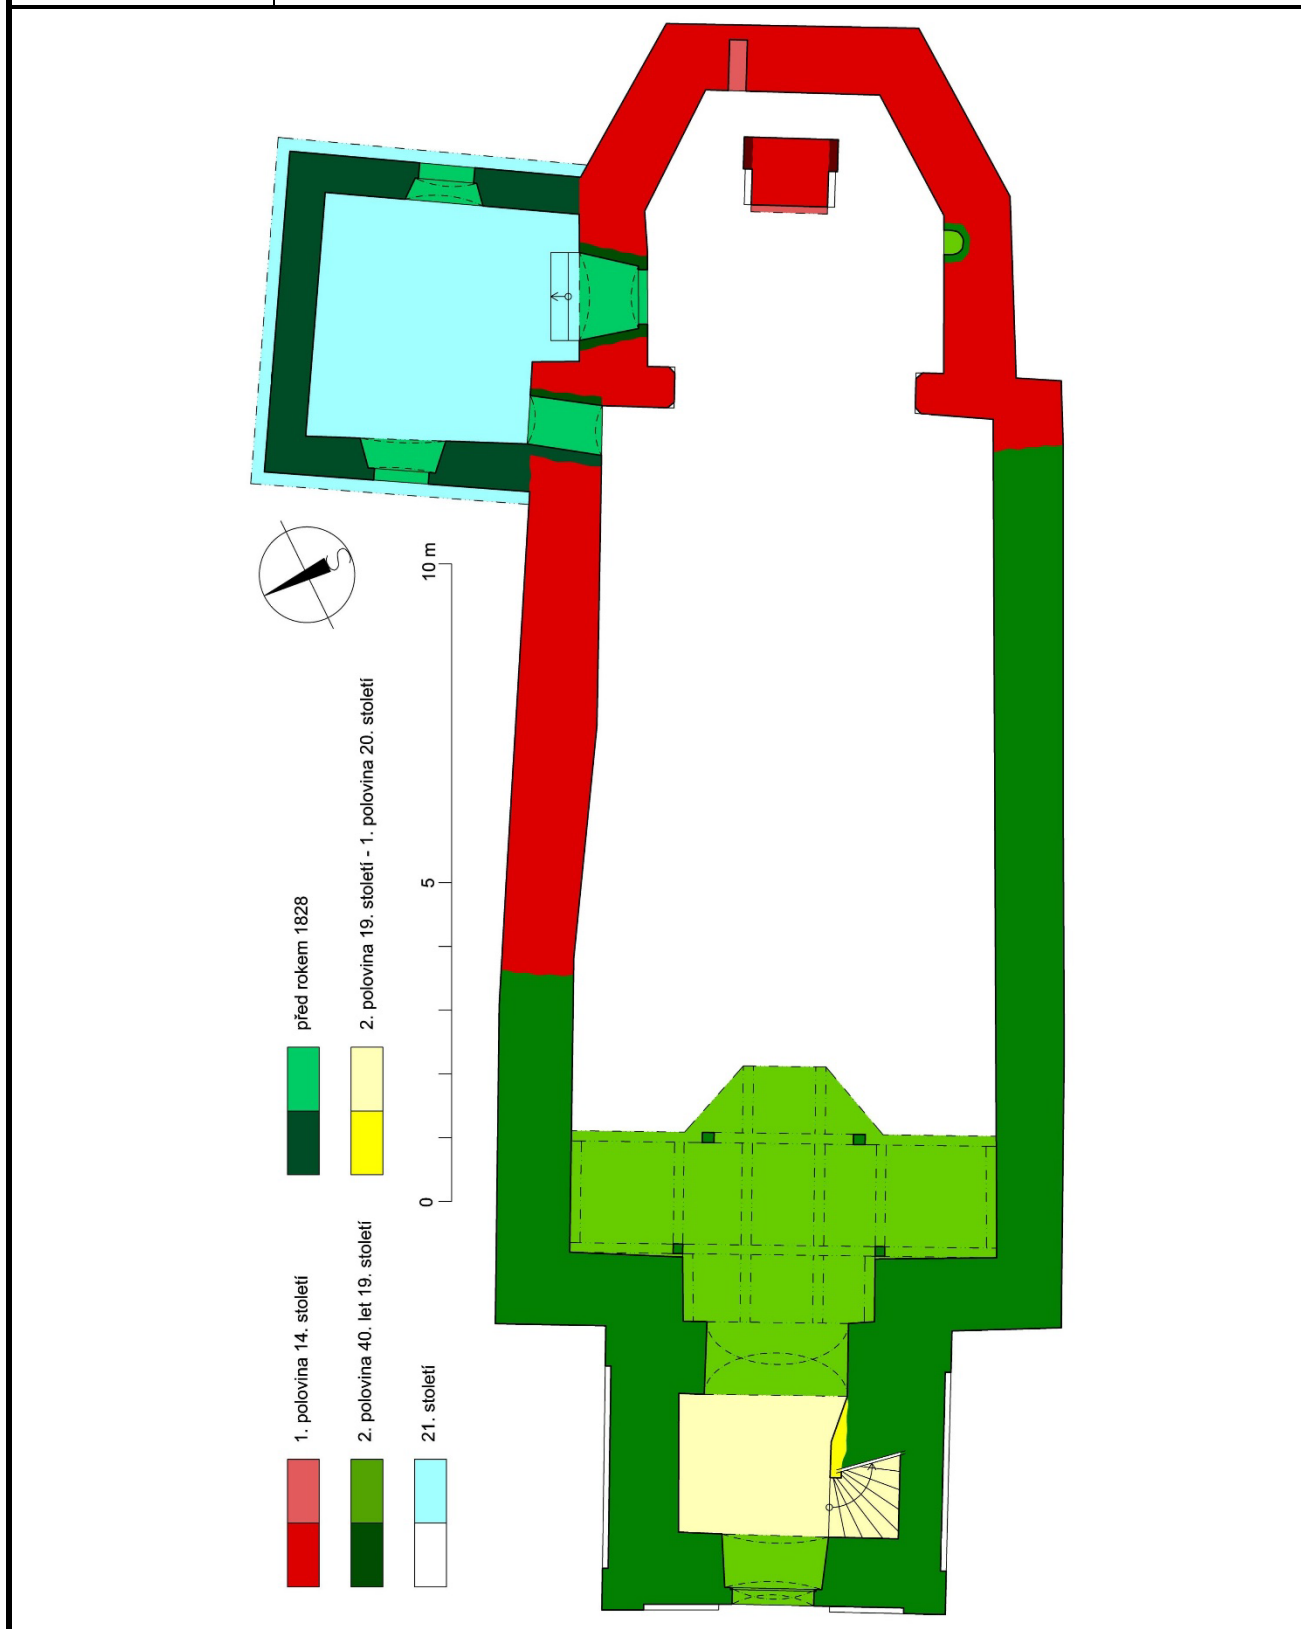 1. polovina 14. století
2. polovina 40. let 19. století
21. století
před rokem 1828
2. polovina 19. století - 1. polovina 20. století
0
5
10 m
S